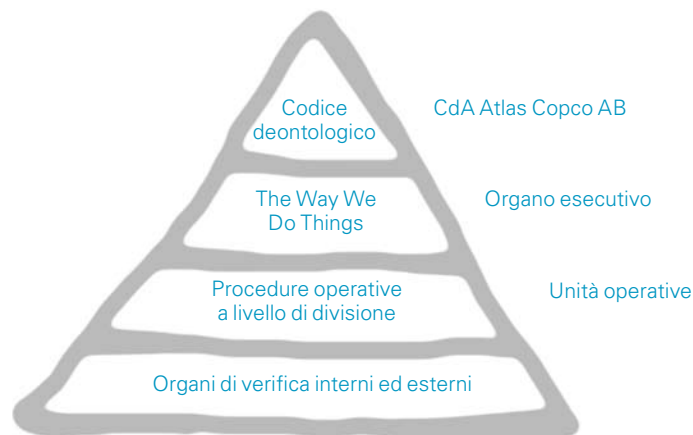 Codice
deontologico
CdA Atlas Copco AB
The Way We
Do Things
Organo esecutivo
Procedure operative
a livello di divisione
Unità operative
Organi di verifica interni ed esterni